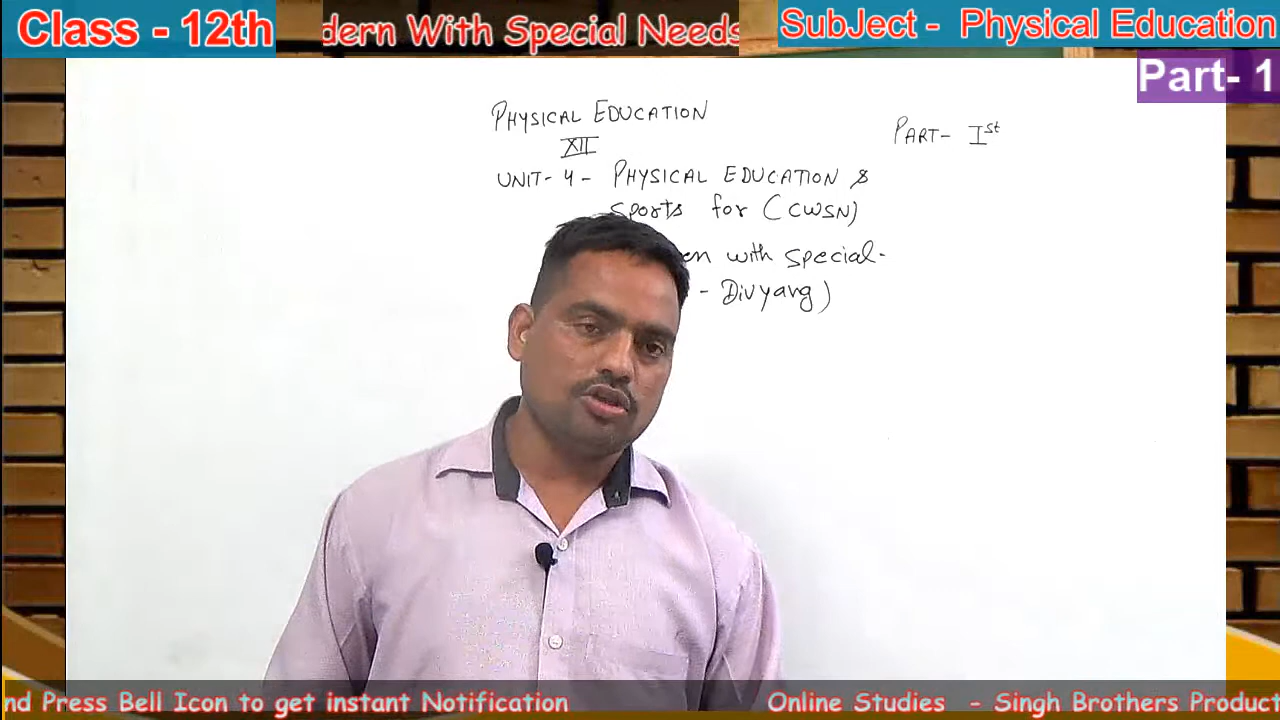 Class - 12th
dern With Special Needs
SubJect - Physical Education
Part- 1
PHYSICAL EDUCATION
XII
PART- Ist
UNIT- 4 - PHYSICAL EDUCATION &
Sports for (CWSN)
en with special-
- Divyang)
nd Press Bell Icon to get instant Notification
Online Studies - Singh Brothers Product